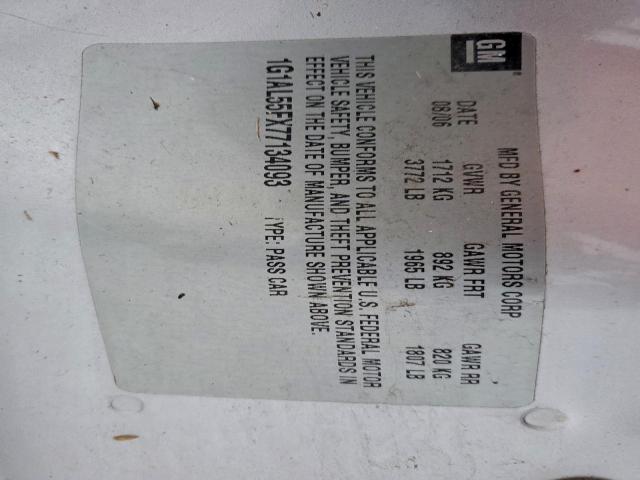 GM
MFD BY GENERAL MOTORS CORP
DATE GVWR GAWR FRT GAWR RR
08/06 1712 KG 892 KG 820 KG
3772 LB 1965 LB 1807 LB
THIS VEHICLE CONFORMS TO ALL APPLICABLE U.S. FEDERAL MOTOR
VEHICLE SAFETY, BUMPER, AND THEFT PREVENTION STANDARDS IN
EFFECT ON THE DATE OF MANUFACTURE SHOWN ABOVE.
1G1AL55FX77134093 TYPE: PASS CAR